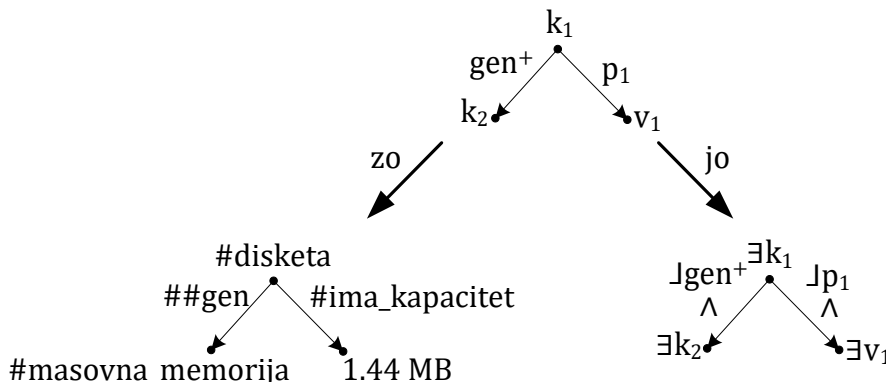 k₁
gen⁺ p₁
k₂ v₁
zo jo
#disketa ∃k₁
##gen #ima_kapacitet ⅃gen⁺ ⅃p₁
∧ ∧
#masovna_memorija 1.44 MB ∃k₂ ∃v₁